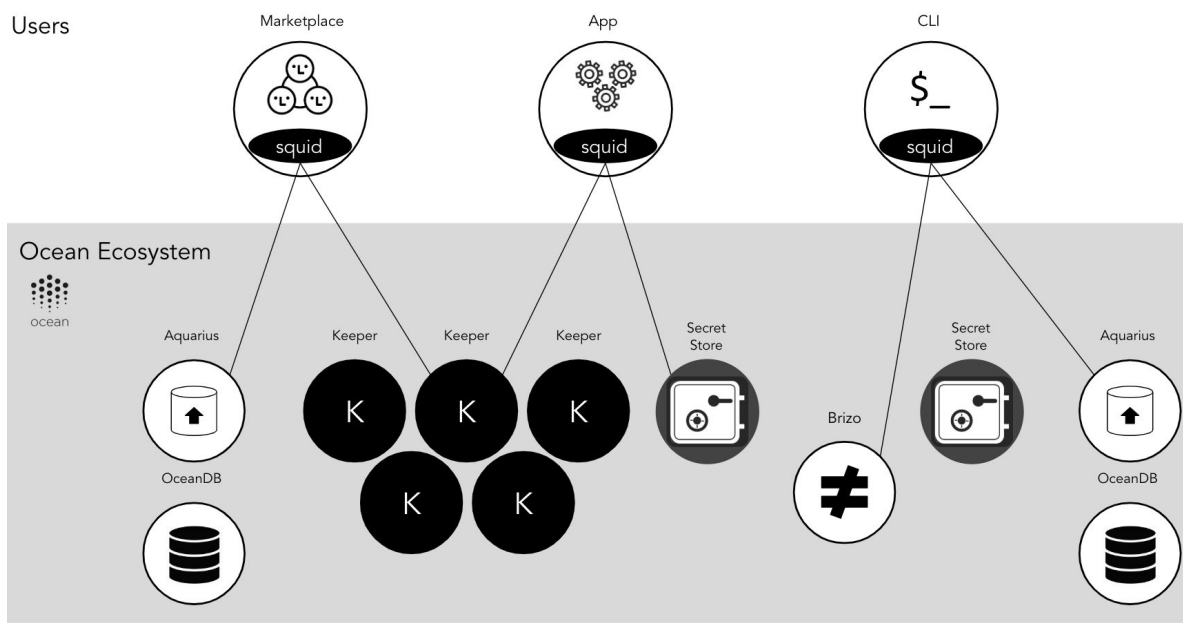 Users
Marketplace
App
CLI
$_
squid
squid
squid
Ocean Ecosystem
ocean
Aquarius
Keeper
Keeper
Keeper
Secret
Store
Secret
Store
Aquarius
K
K
K
Brizo
OceanDB
OceanDB
K
K